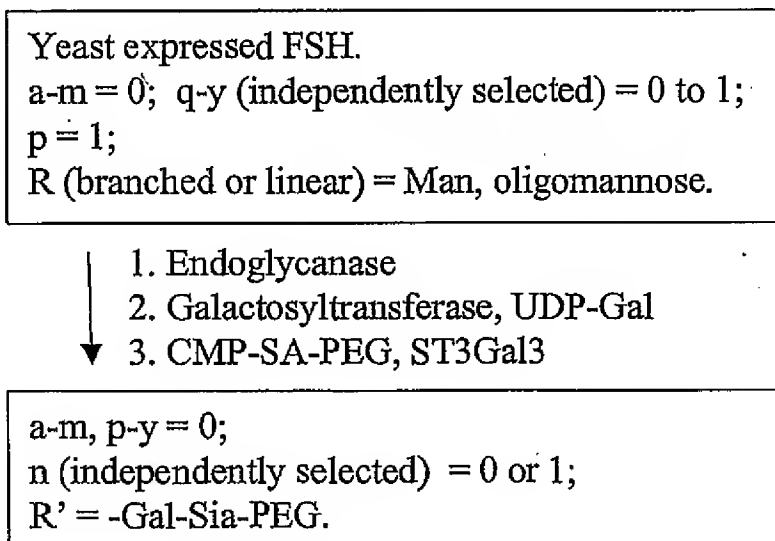 Yeast expressed FSH.
a-m = 0; q-y (independently selected) = 0 to 1;
p = 1;
R (branched or linear) = Man, oligomannose.
1. Endoglycanase
2. Galactosyltransferase, UDP-Gal
3. CMP-SA-PEG, ST3Gal3
a-m, p-y = 0;
n (independently selected) = 0 or 1;
R' = -Gal-Sia-PEG.